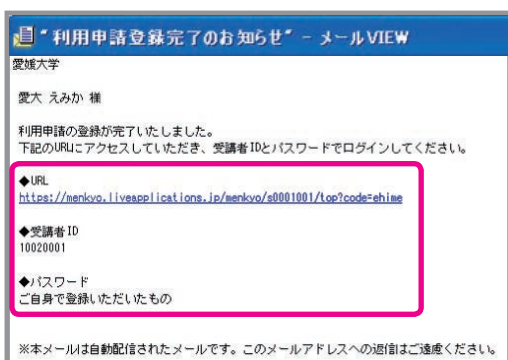 "利用申請登録完了のお知らせ" - メールVIEW
愛媛大学
愛大 えみか 様
利用申請の登録が完了いたしました。
下記のURLにアクセスしていただき、受講者IDとパスワードでログインしてください。
◆URL
https://menkyo.liveapplications.jp/menkyo/s0001001/top?code=ehime
◆受講者ID
10020001
◆パスワード
ご自身で登録いただいたもの
※本メールは自動配信されたメールです。このメールアドレスへの返信はご遠慮ください。